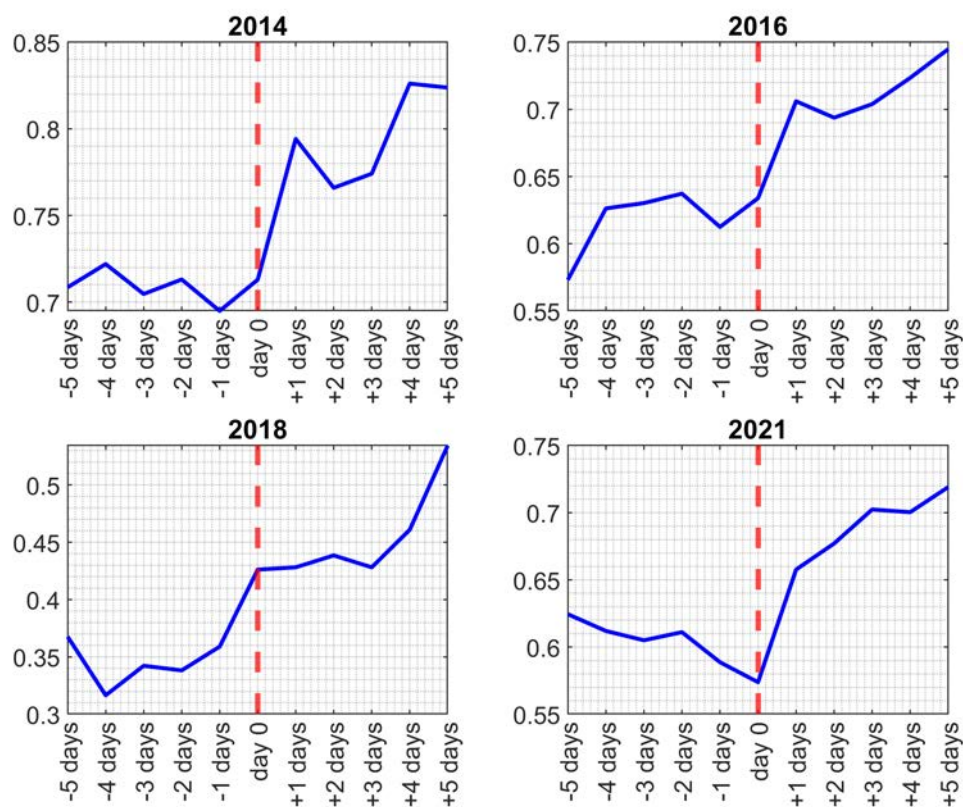 2014
0.85
0.8
0.75
0.7
-5 days
-4 days
-3 days
-2 days
-1 days
day 0
+1 days
+2 days
+3 days
+4 days
+5 days
2016
0.75
0.7
0.65
0.6
0.55
-5 days
-4 days
-3 days
-2 days
-1 days
day 0
+1 days
+2 days
+3 days
+4 days
+5 days
2018
0.5
0.45
0.4
0.35
0.3
-5 days
-4 days
-3 days
-2 days
-1 days
day 0
+1 days
+2 days
+3 days
+4 days
+5 days
2021
0.75
0.7
0.65
0.6
0.55
-5 days
-4 days
-3 days
-2 days
-1 days
day 0
+1 days
+2 days
+3 days
+4 days
+5 days